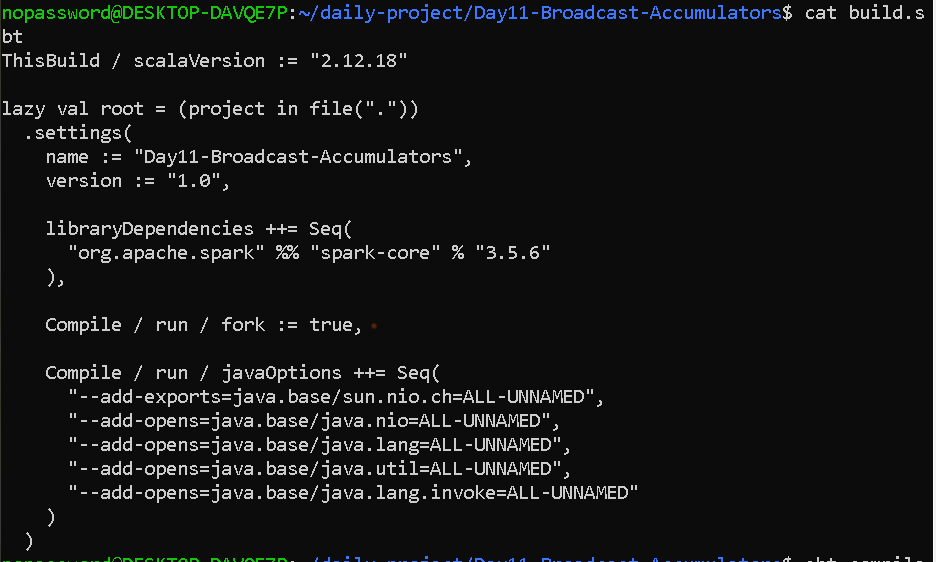 nopassword@DESKTOP-DAVQE7P:~/daily-project/Day11-Broadcast-Accumulators$ cat build.s
bt
ThisBuild / scalaVersion := "2.12.18"
lazy val root = (project in file("."))
  .settings(
    name := "Day11-Broadcast-Accumulators",
    version := "1.0",
    libraryDependencies ++= Seq(
      "org.apache.spark" %% "spark-core" % "3.5.6"
    ),
    Compile / run / fork := true,
    Compile / run / javaOptions ++= Seq(
      "--add-exports=java.base/sun.nio.ch=ALL-UNNAMED",
      "--add-opens=java.base/java.nio=ALL-UNNAMED",
      "--add-opens=java.base/java.lang=ALL-UNNAMED",
      "--add-opens=java.base/java.util=ALL-UNNAMED",
      "--add-opens=java.base/java.lang.invoke=ALL-UNNAMED"
    )
  )
nopassword@DESKTOP-DAVQE7P:~/daily-project/Day11-Broadcast-Accumulators$ sbt compile